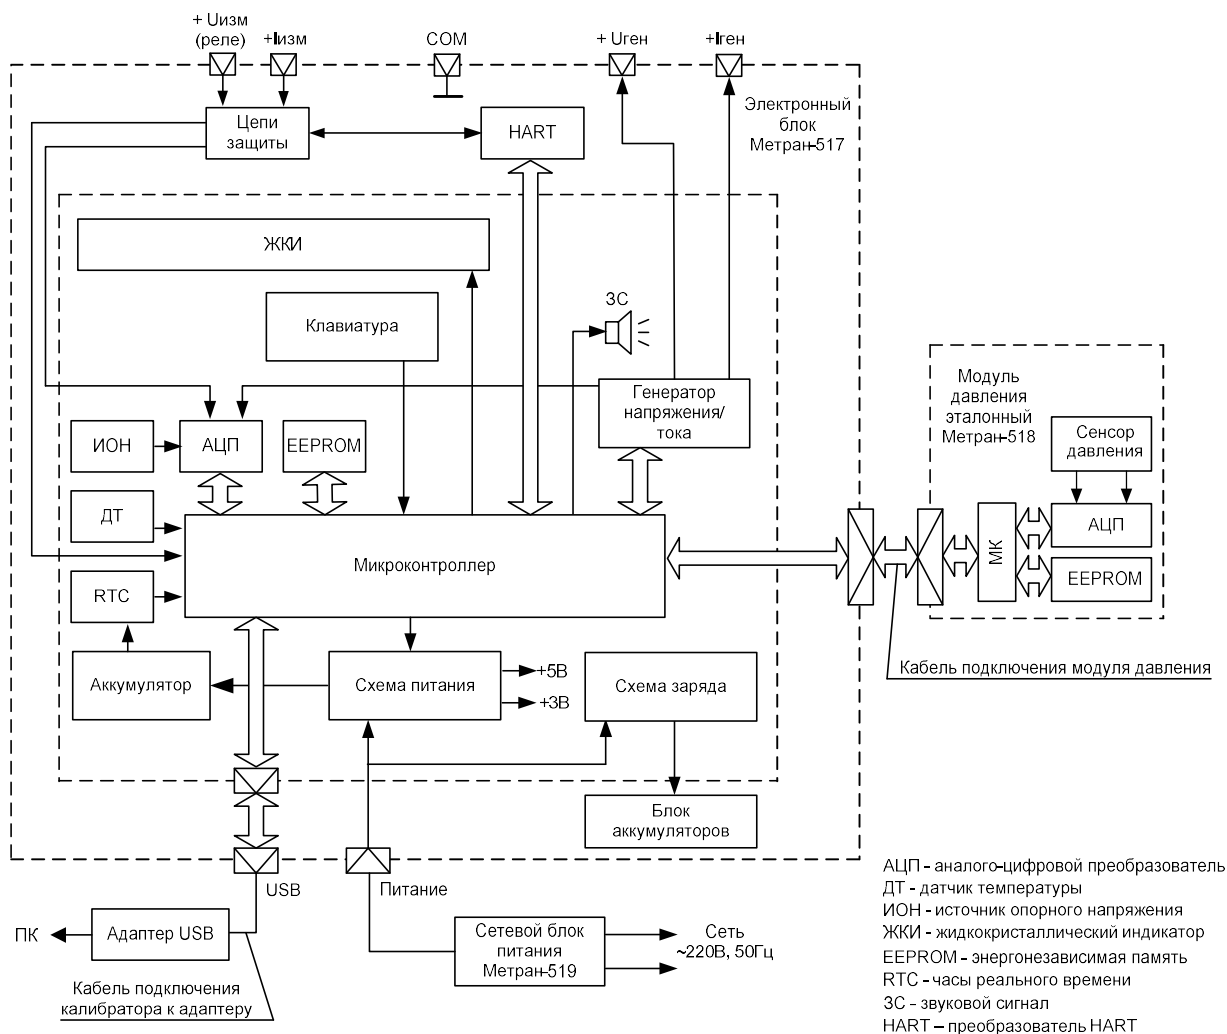 + Uизм
(реле)
+Iизм
COM
+ Uген
+Iген
Электронный
блок
Метран-517
Цепи
защиты
HART
ЖКИ
Клавиатура
ЗС
Генератор
напряжения/
тока
ИОН
АЦП
EEPROM
ДТ
Микроконтроллер
RTC
Аккумулятор
Схема питания
+5В
+3В
Схема заряда
Блок
аккумуляторов
Модуль
давления
эталонный
Метран-518
Сенсор
давления
МК
АЦП
EEPROM
Кабель подключения модуля давления
USB
Питание
ПК
Адаптер USB
Кабель подключения
калибратора к адаптеру
Сетевой блок
питания
Метран-519
Сеть
~220В, 50Гц
АЦП - аналого-цифровой преобразователь
ДТ - датчик температуры
ИОН - источник опорного напряжения
ЖКИ - жидкокристаллический индикатор
EEPROM - энергонезависимая память
RTC - часы реального времени
ЗС - звуковой сигнал
HART – преобразователь HART